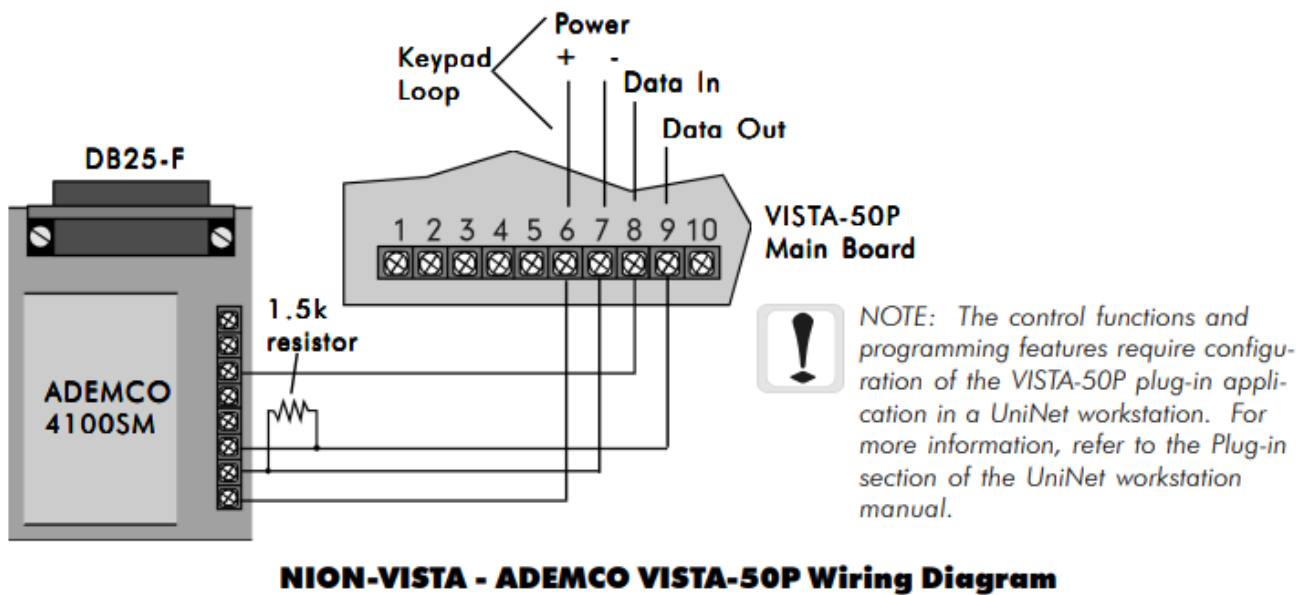 Power
+ -
Keypad
Loop
Data In
Data Out
DB25-F
1 2 3 4 5 6 7 8 9 10
VISTA-50P
Main Board
1.5k
resistor
ADEMCO
4100SM
NOTE: The control functions and
programming features require configu-
ration of the VISTA-50P plug-in appli-
cation in a UniNet workstation. For
more information, refer to the Plug-in
section of the UniNet workstation
manual.
NION-VISTA - ADEMCO VISTA-50P Wiring Diagram